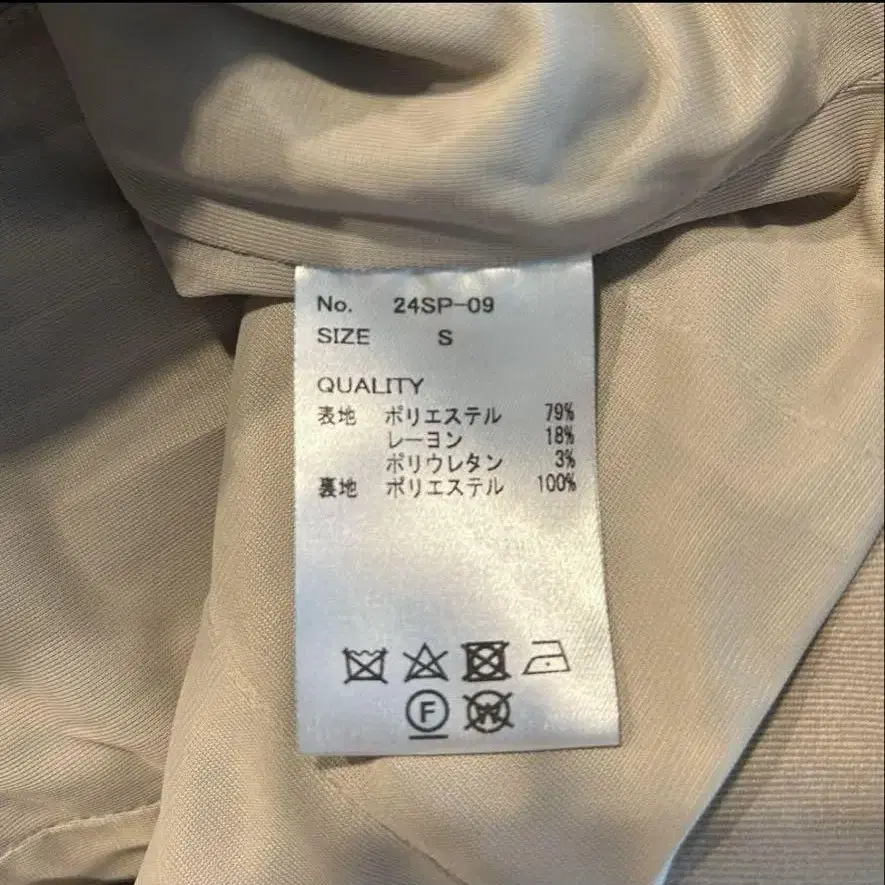 No. 24SP-09
SIZE S
QUALITY
表地 ポリエステル 79%
レーヨン 18%
ポリウレタン 3%
裏地 ポリエステル 100%
F
W